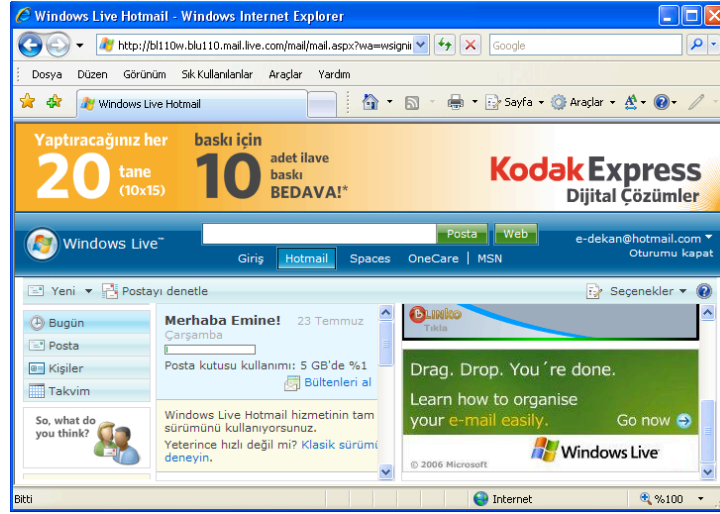 Windows Live Hotmail - Windows Internet Explorer
http://bl110w.blu110.mail.live.com/mail/mail.aspx?wa=wsignii
Google
Dosya Düzen Görünüm Sık Kullanılanlar Araçlar Yardım
Windows Live Hotmail
Sayfa Araçlar
Yaptıracağınız her 20 tane (10x15)
baskı için 10 adet ilave baskı BEDAVA!*
Kodak Express
Dijital Çözümler
Windows Live™
Posta Web
e-dekan@hotmail.com
Oturumu kapat
Giriş Hotmail Spaces OneCare | MSN
Yeni Postayı denetle
Seçenekler
Bugün
Posta
Kişiler
Takvim
So, what do
you think?
Merhaba Emine! 23 Temmuz
Çarşamba
Posta kutusu kullanımı: 5 GB'de %1
Bültenleri al
Windows Live Hotmail hizmetinin tam
sürümünü kullanıyorsunuz.
Yeterince hızlı değil mi? Klasik sürümü
deneyin.
BLINKO
Tıkla
Drag. Drop. You´re done.
Learn how to organise
your e-mail easily.
Go now
Windows Live
© 2006 Microsoft
Bitti
Internet
%100